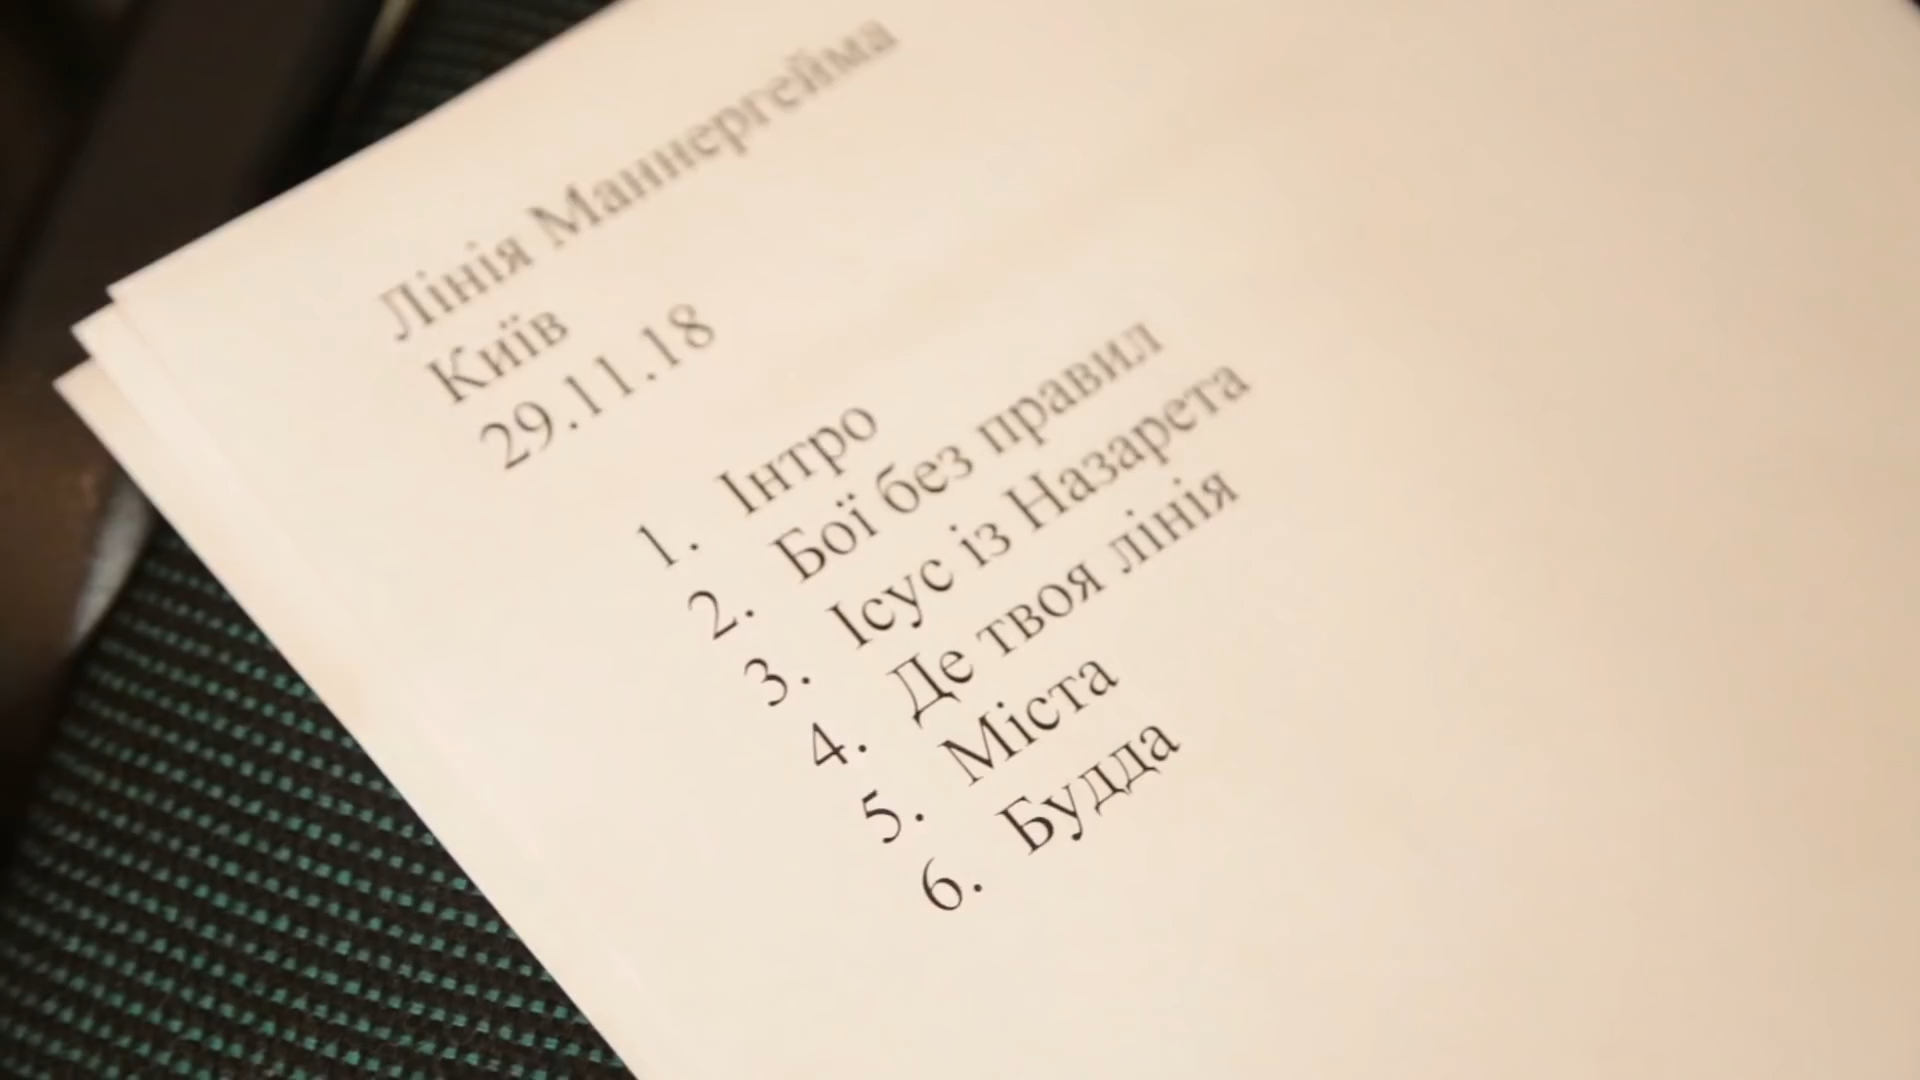 Лінія Маннергейма
Київ
29.11.18
1. Інтро
2. Бої без правил
3. Ісус із Назарета
4. Де твоя лінія
5. Міста
6. Будда